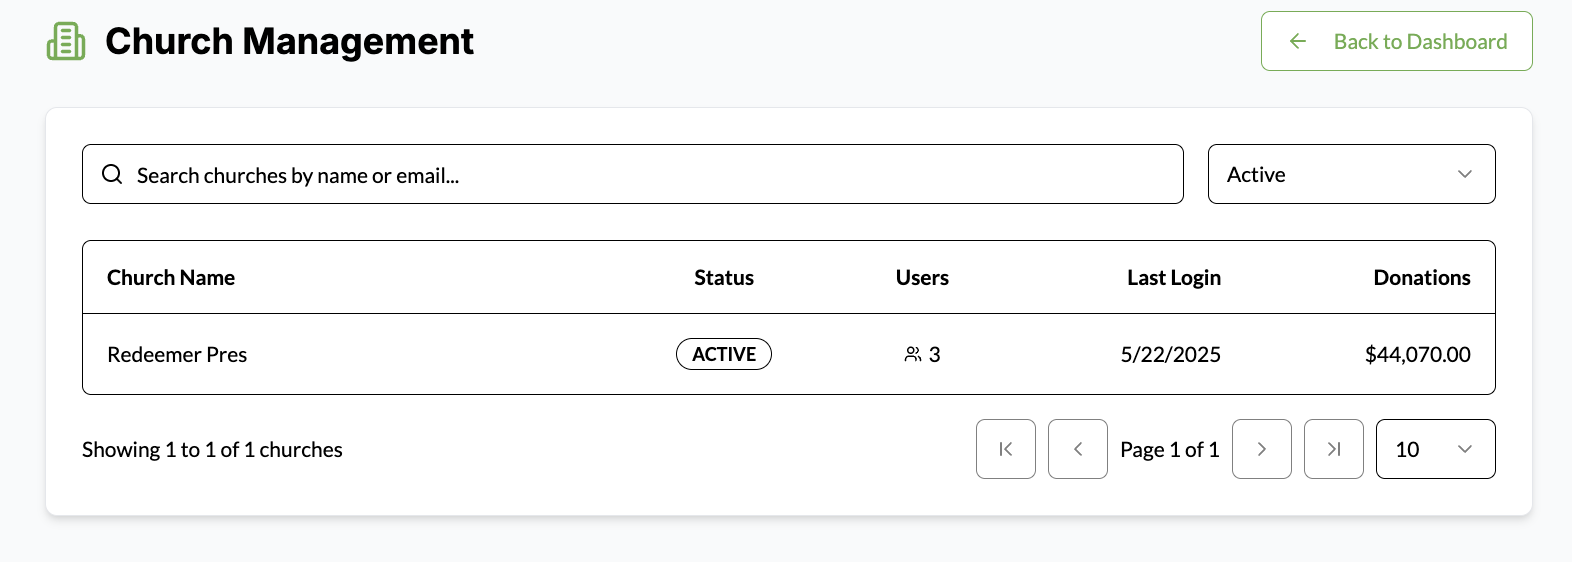 Church Management
Back to Dashboard
Search churches by name or email...
Active
Church Name Status Users Last Login Donations
Redeemer Pres ACTIVE 3 5/22/2025 $44,070.00
Showing 1 to 1 of 1 churches
Page 1 of 1
10